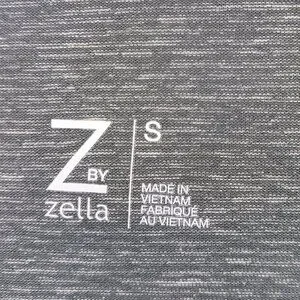 Z BY
zella
S
MADE IN
VIETNAM
FABRIQUÉ
AU VIETNAM